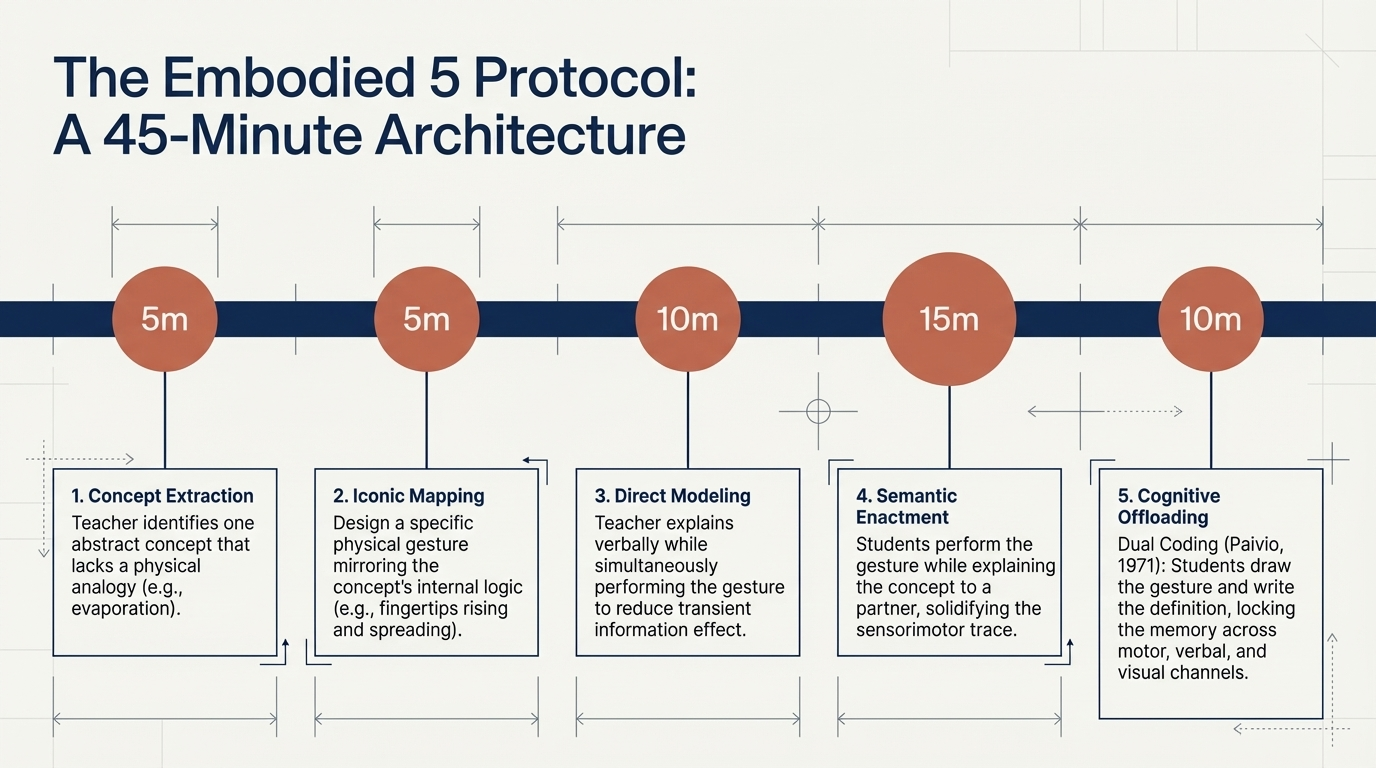 The Embodied 5 Protocol:
A 45-Minute Architecture
5m
5m
10m
15m
10m
1. Concept Extraction
Teacher identifies one
abstract concept that
lacks a physical
analogy (e.g.,
evaporation).
2. Iconic Mapping
Design a specific
physical gesture
mirroring the
concept's internal logic
(e.g., fingertips rising
and spreading).
3. Direct Modeling
Teacher explains
verbally while
simultaneously
performing the gesture
to reduce transient
information effect.
4. Semantic
Enactment
Students perform the
gesture while explaining
the concept to a
partner, solidifying the
sensorimotor trace.
5. Cognitive
Offloading
Dual Coding (Paivio,
1971): Students draw
the gesture and write
the definition, locking
the memory across
motor, verbal, and
visual channels.